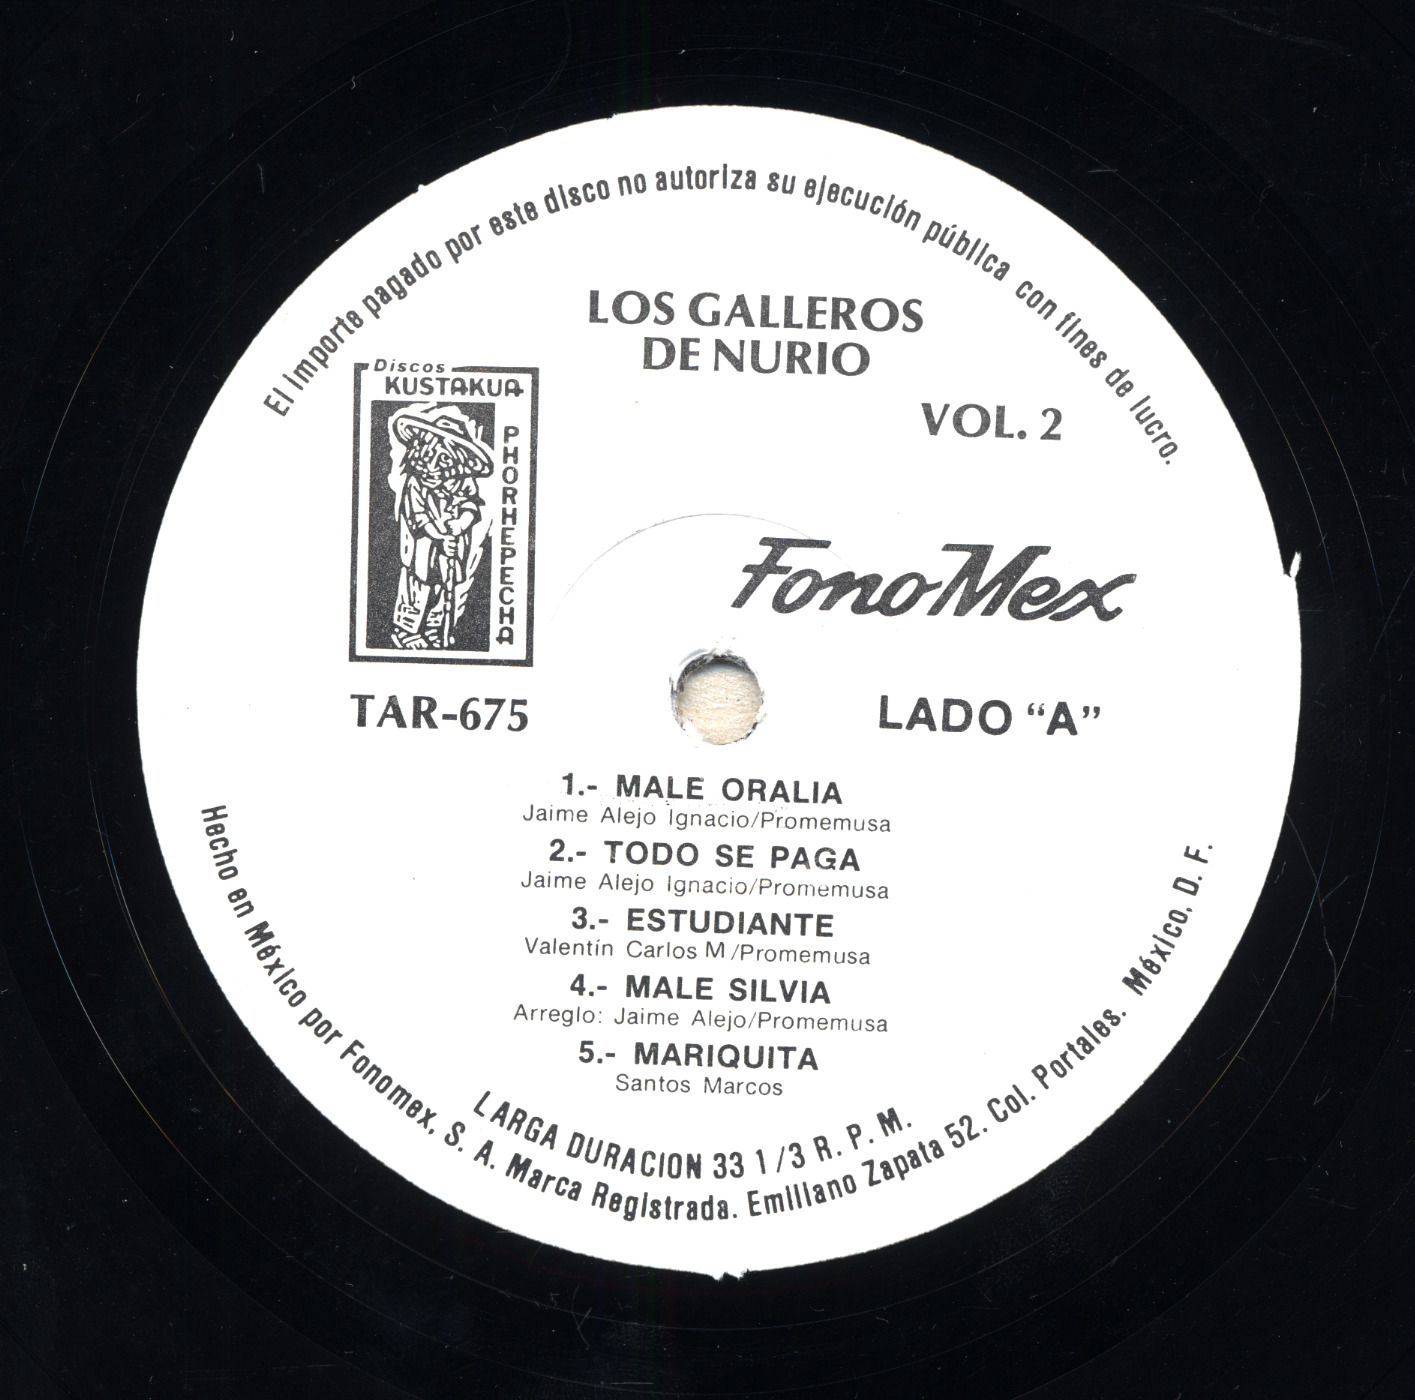 El importe pagado por este disco no autoriza su ejecución pública con fines de lucro.
LOS GALLEROS
DE NURIO
VOL. 2
Discos
KUSTAKUA
PHORHEPECHA
FonoMex
TAR-675
LADO “A”
1.- MALE ORALIA
Jaime Alejo Ignacio/Promemusa
2.- TODO SE PAGA
Jaime Alejo Ignacio/Promemusa
3.- ESTUDIANTE
Valentín Carlos M/Promemusa
4.- MALE SILVIA
Arreglo: Jaime Alejo/Promemusa
5.- MARIQUITA
Santos Marcos
LARGA DURACION 33 1/3 R. P. M.
Hecho en México por Fonomex, S. A. Marca Registrada. Emiliano Zapata 52. Col. Portales. México, D. F.